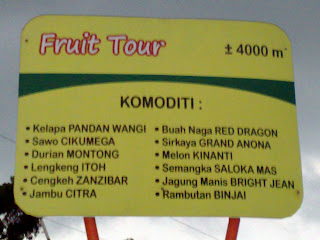 Fruit Tour
± 4000 m
KOMODITI :
• Kelapa PANDAN WANGI
• Sawo CIKUMEGA
• Durian MONTONG
• Lengkeng ITOH
• Cengkeh ZANZIBAR
• Jambu CITRA
• Buah Naga RED DRAGON
• Sirkaya GRAND ANONA
• Melon KINANTI
• Semangka SALOKA MAS
• Jagung Manis BRIGHT JEAN
• Rambutan BINJAI